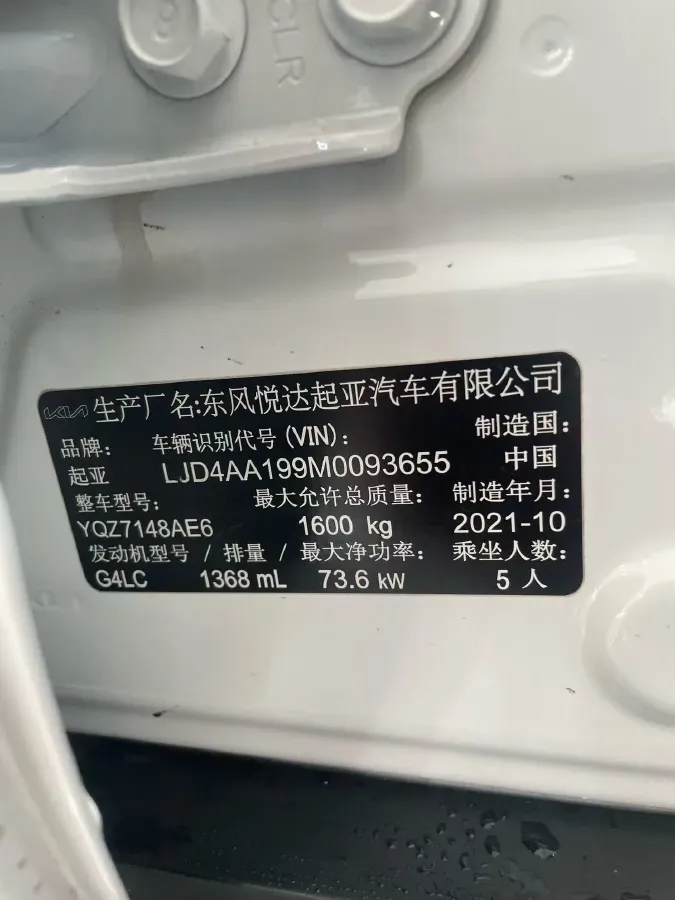 CLR
KIA 生产厂名:东风悦达起亚汽车有限公司
品牌: 车辆识别代号(VIN): 制造国:
起亚 LJD4AA199M0093655 中国
整车型号: 最大允许总质量: 制造年月:
YQZ7148AE6 1600 kg 2021-10
发动机型号 / 排量 / 最大净功率: 乘坐人数:
G4LC 1368 mL 73.6 kW 5 人